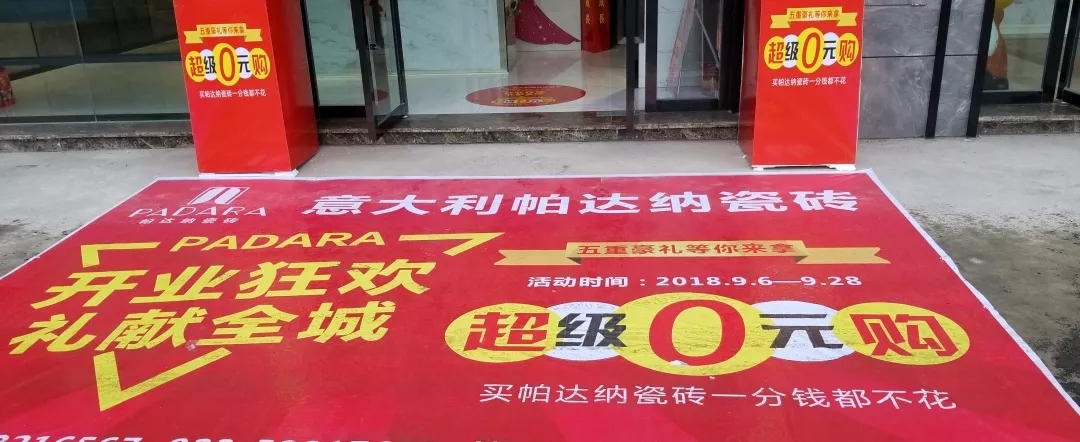 五重豪礼等你来拿
超级0元购
买帕达纳瓷砖一分钱都不花
五重豪礼等你来拿
超级0元购
买帕达纳瓷砖一分钱都不花
PADARA
帕达纳瓷砖
意大利帕达纳瓷砖
PADARA
开业狂欢
礼献全城
五重豪礼等你来拿
活动时间：2018.9.6—9.28
超级0元购
买帕达纳瓷砖一分钱都不花